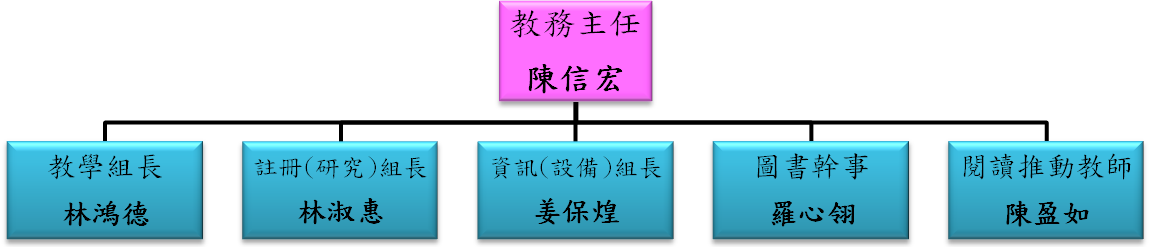 教務主任
陳信宏
教學組長
林鴻德
註冊(研究)組長
林淑惠
資訊(設備)組長
姜保煌
圖書幹事
羅心翎
閱讀推動教師
陳盈如